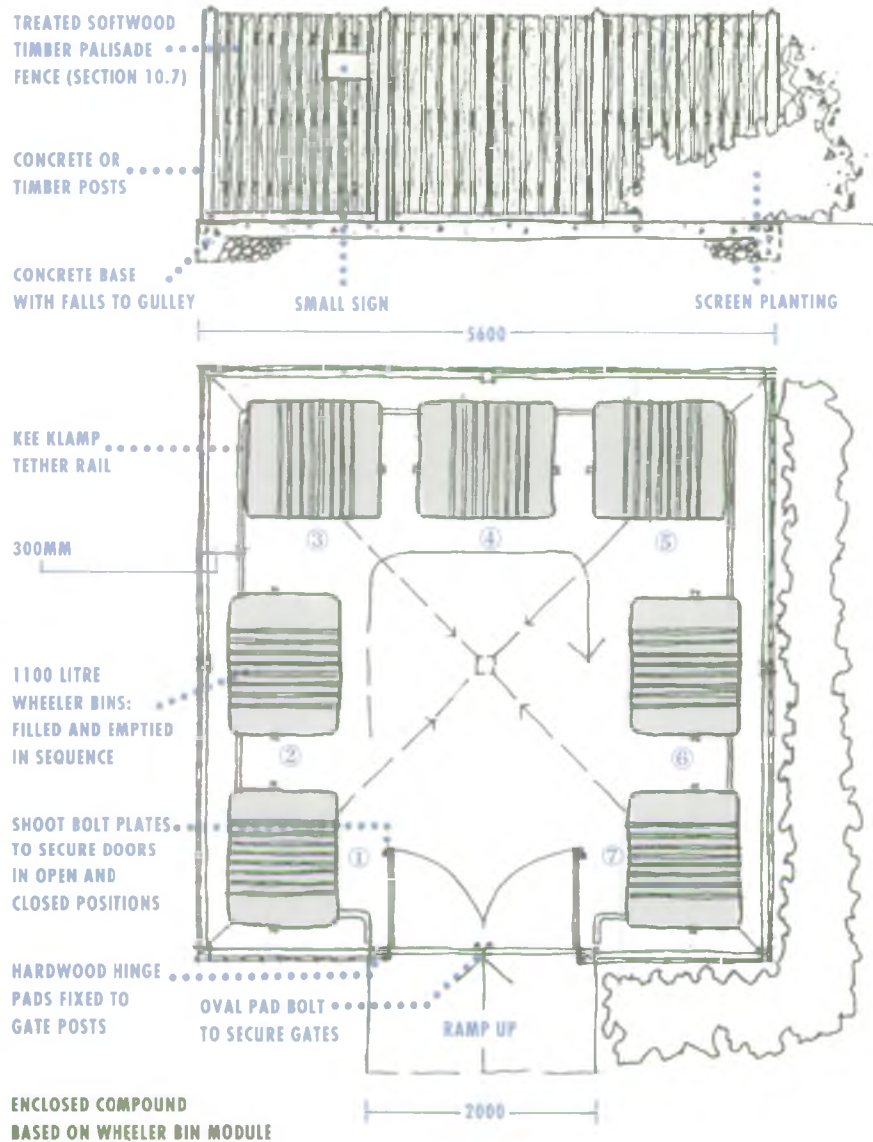 TREATED SOFTWOOD
TIMBER PALISADE
FENCE (SECTION 10.7)
CONCRETE OR
TIMBER POSTS
CONCRETE BASE
WITH FALLS TO GULLEY
SMALL SIGN
SCREEN PLANTING
5600
KEE KLAMP
TETHER RAIL
300MM
③
④
⑤
1100 LITRE
WHEELER BINS:
FILLED AND EMPTIED
IN SEQUENCE
②
⑥
SHOOT BOLT PLATES
TO SECURE DOORS
IN OPEN AND
CLOSED POSITIONS
①
⑦
HARDWOOD HINGE
PADS FIXED TO
GATE POSTS
OVAL PAD BOLT
TO SECURE GATES
RAMP UP
2000
ENCLOSED COMPOUND
BASED ON WHEELER BIN MODULE